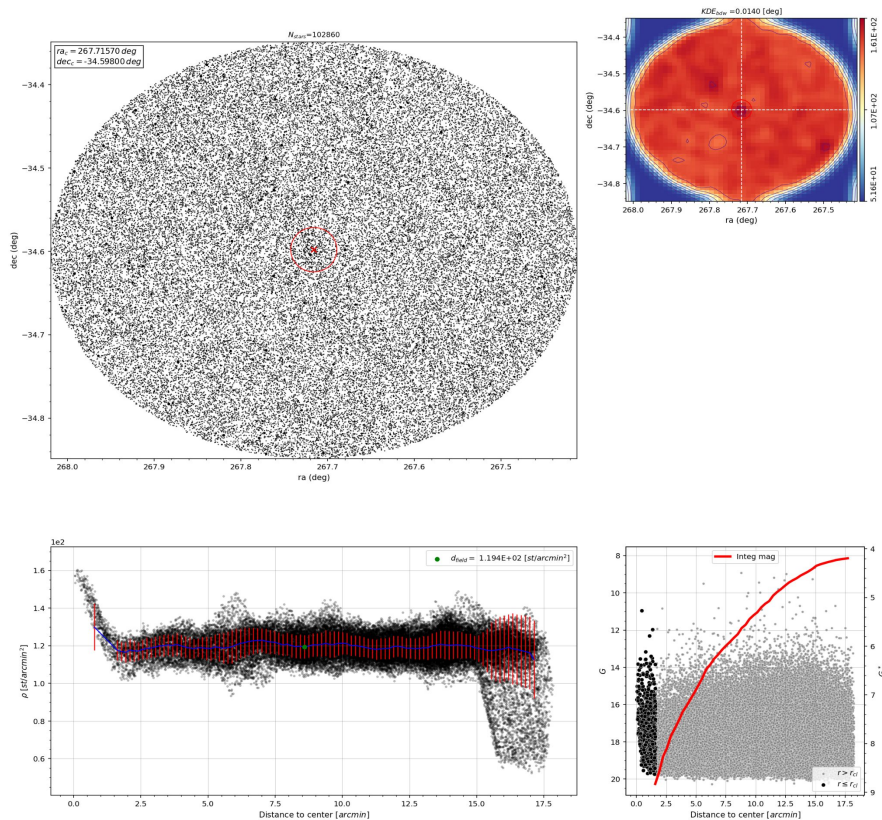 N_stars=102860
ra_c = 267.71570 deg
dec_c = -34.59800 deg
−34.4
−34.5
−34.6
−34.7
−34.8
dec (deg)
268.0
267.9
267.8
267.7
267.6
267.5
ra (deg)
KDE_bdw =0.0140 [deg]
−34.4
−34.5
−34.6
−34.7
−34.8
dec (deg)
268.0
267.9
267.8
267.7
267.6
267.5
ra (deg)
1.61E+02
1.07E+02
5.16E+01
1e2
d_field = 1.194E+02 [st/arcmin²]
1.6
1.4
1.2
1.0
0.8
0.6
ρ [st/arcmin²]
0.0
2.5
5.0
7.5
10.0
12.5
15.0
17.5
Distance to center [arcmin]
Integ mag
8
10
12
14
16
18
20
G
4
5
6
7
8
9
r > r_cl
r ≤ r_cl
0.0
2.5
5.0
7.5
10.0
12.5
15.0
17.5
Distance to center [arcmin]